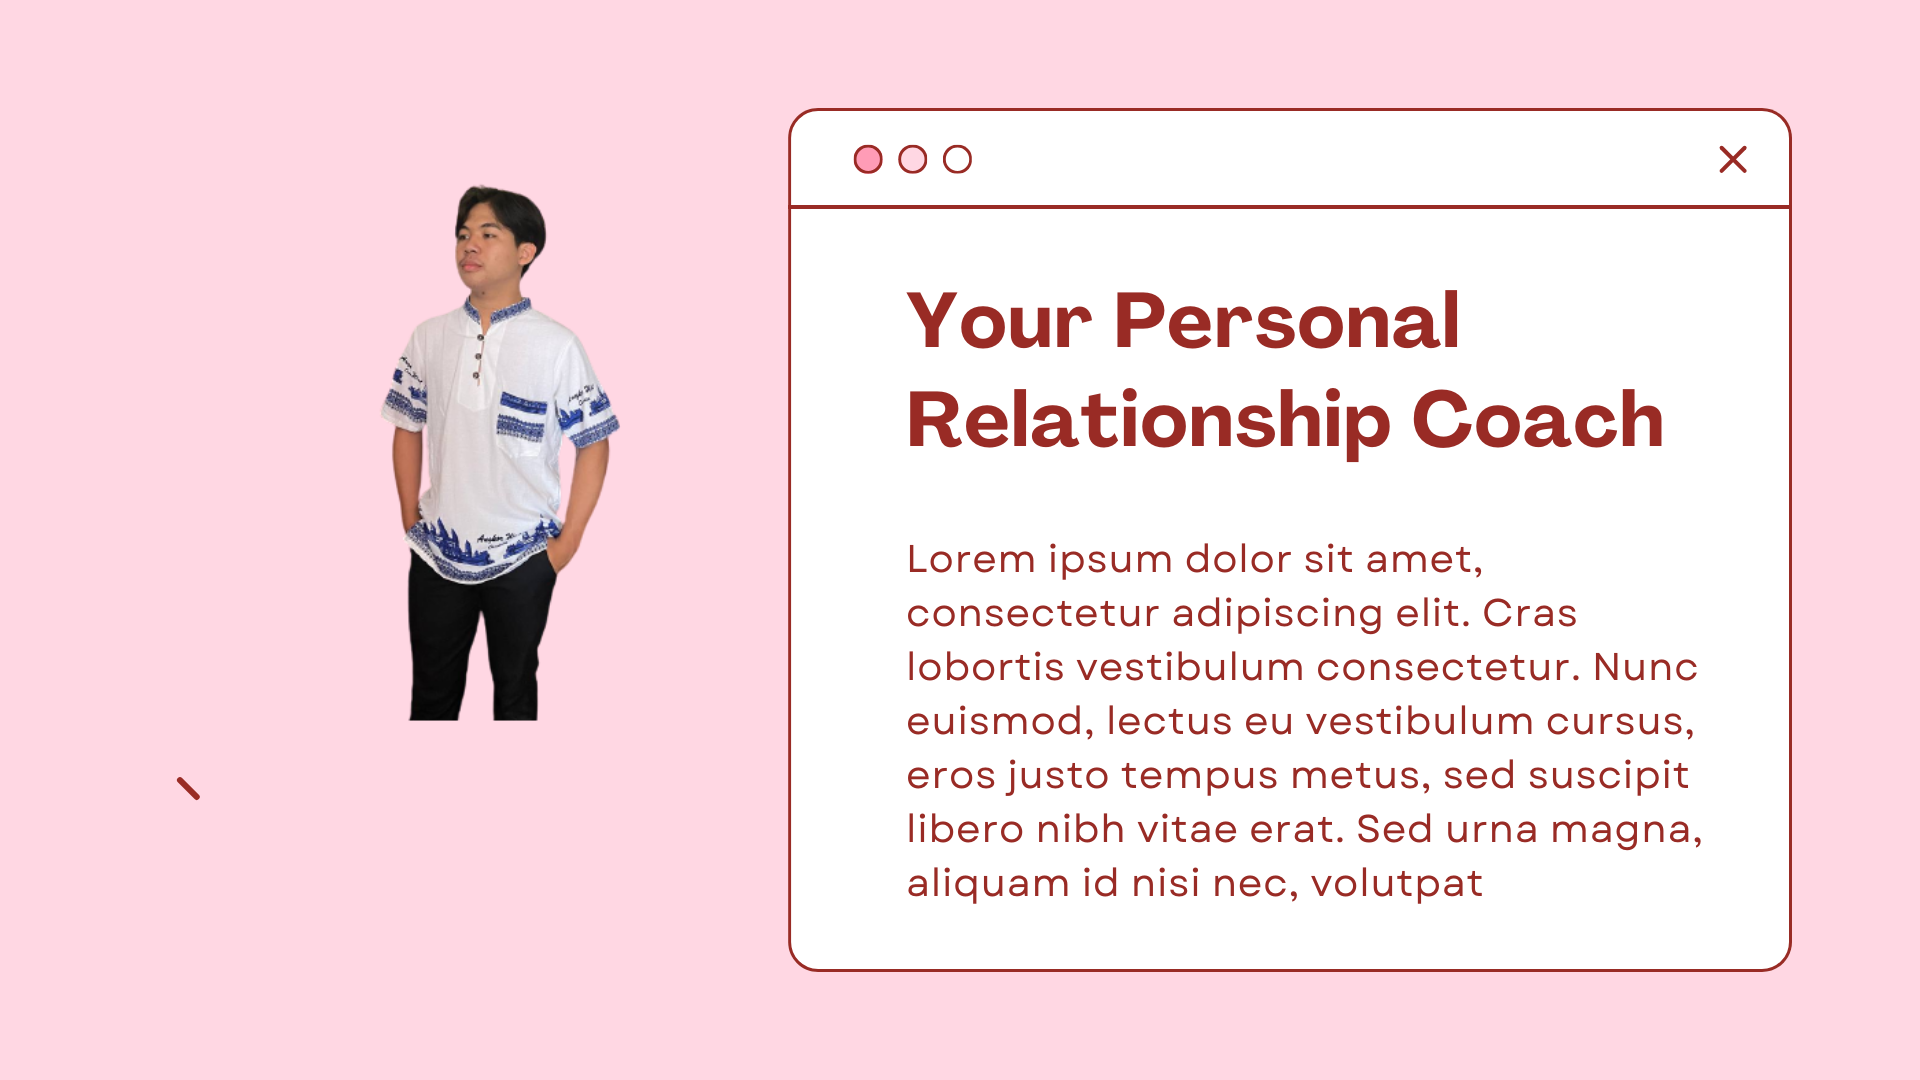 Your Personal
Relationship Coach
Lorem ipsum dolor sit amet,
consectetur adipiscing elit. Cras
lobortis vestibulum consectetur. Nunc
euismod, lectus eu vestibulum cursus,
eros justo tempus metus, sed suscipit
libero nibh vitae erat. Sed urna magna,
aliquam id nisi nec, volutpat
Angkor